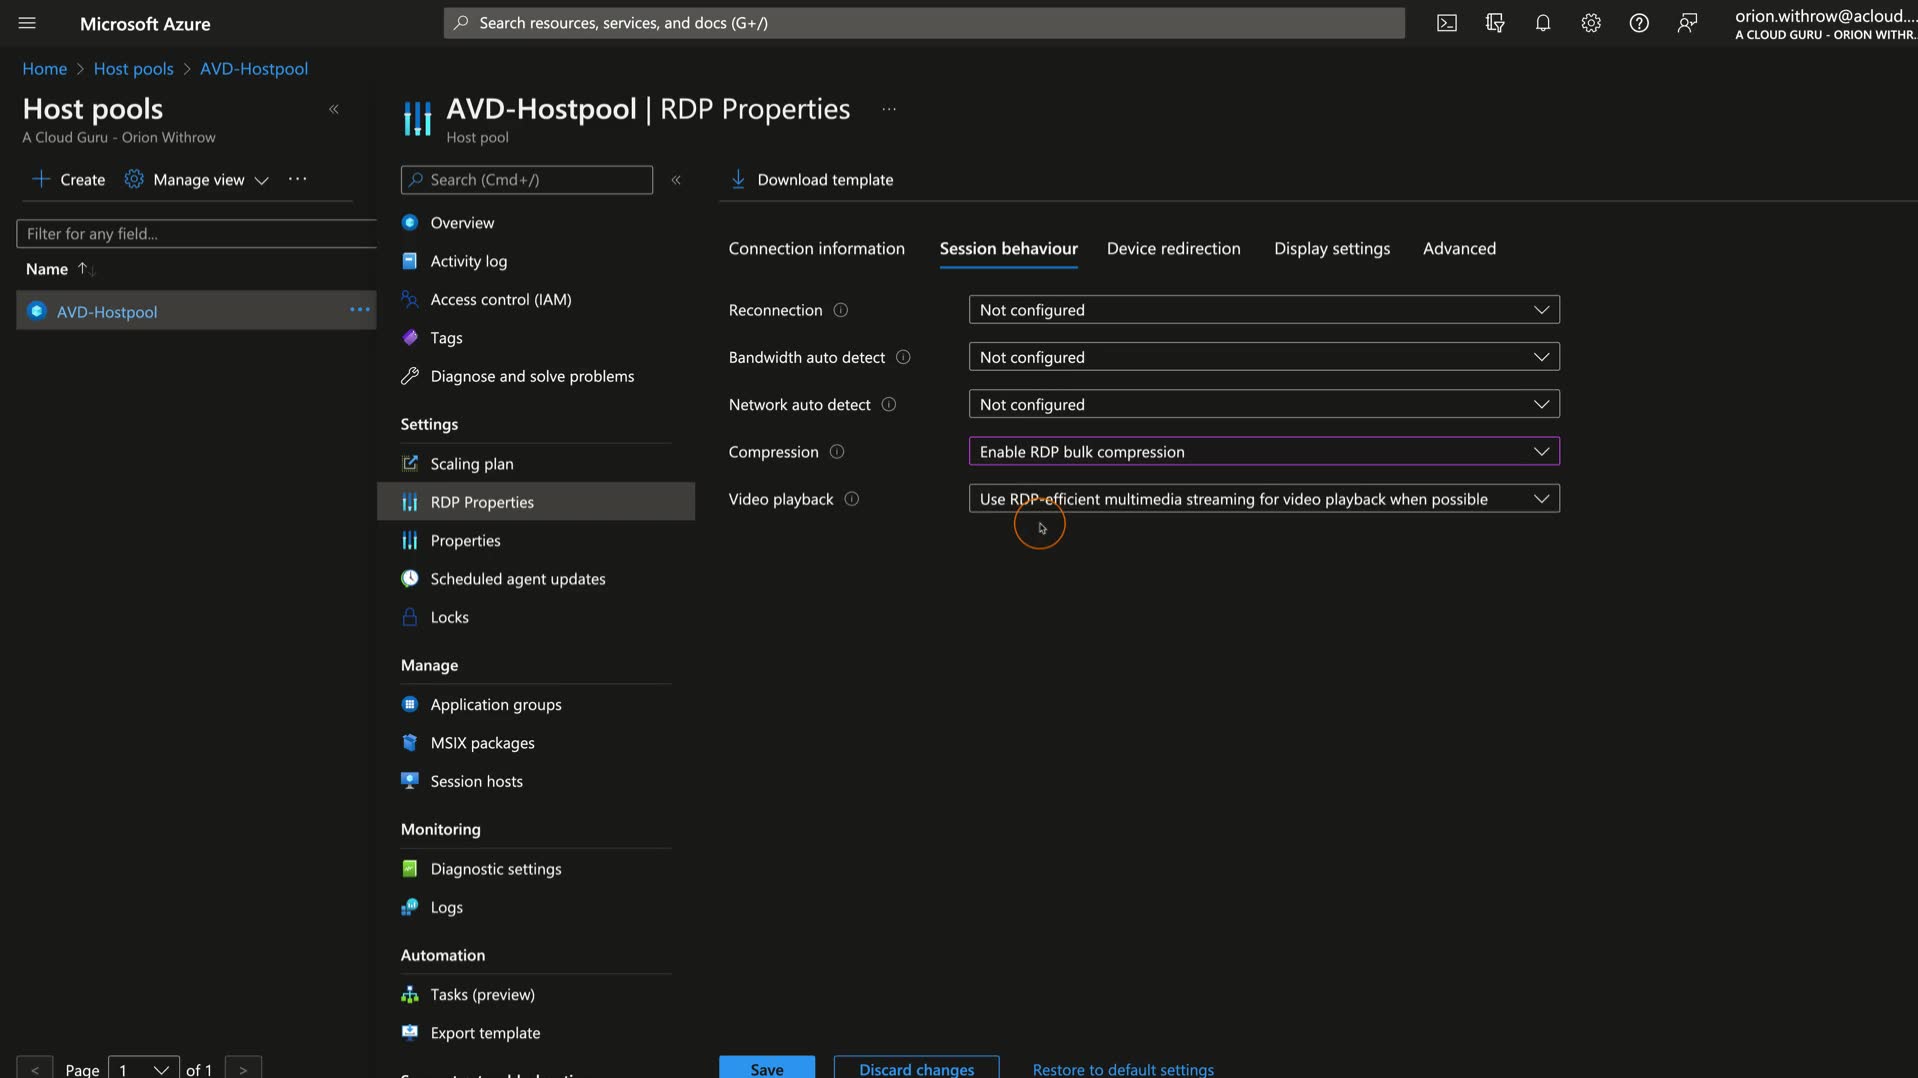 Microsoft Azure
Search resources, services, and docs (G+/)
orion.withrow@acloud....
A CLOUD GURU - ORION WITHR...
Home > Host pools > AVD-Hostpool
Host pools
A Cloud Guru - Orion Withrow
Create
Manage view
Filter for any field...
Name
AVD-Hostpool
Page 1 of 1
AVD-Hostpool | RDP Properties
Host pool
Search (Cmd+/)
Overview
Activity log
Access control (IAM)
Tags
Diagnose and solve problems
Settings
Scaling plan
RDP Properties
Properties
Scheduled agent updates
Locks
Manage
Application groups
MSIX packages
Session hosts
Monitoring
Diagnostic settings
Logs
Automation
Tasks (preview)
Export template
Download template
Connection information
Session behaviour
Device redirection
Display settings
Advanced
Reconnection
Not configured
Bandwidth auto detect
Not configured
Network auto detect
Not configured
Compression
Enable RDP bulk compression
Video playback
Use RDP-efficient multimedia streaming for video playback when possible
Save
Discard changes
Restore to default settings